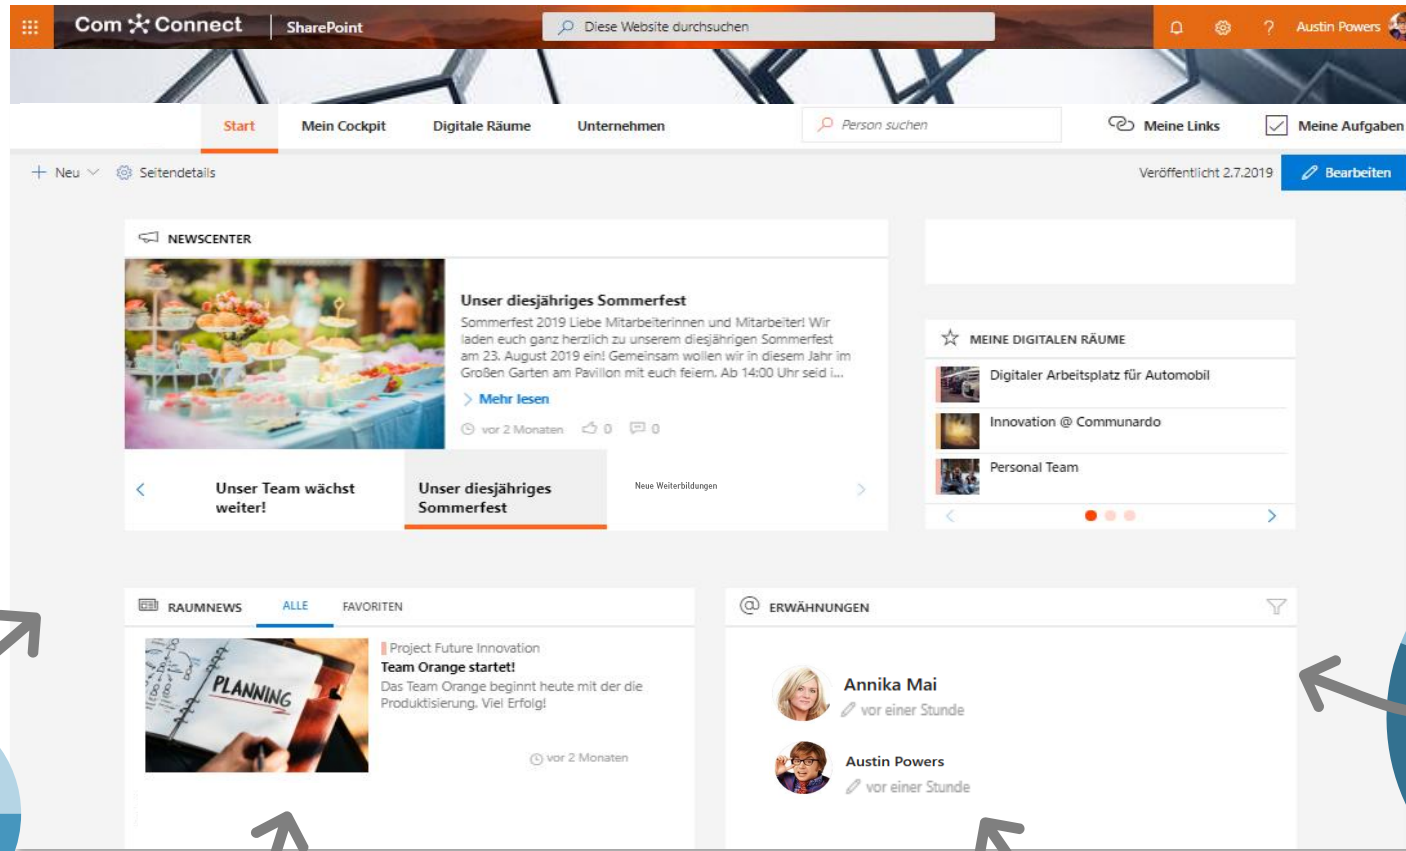 Com Connect SharePoint
Diese Website durchsuchen
? Austin Powers
Start Mein Cockpit Digitale Räume Unternehmen
Person suchen
Meine Links Meine Aufgaben
+ Neu Seitendetails
Veröffentlicht 2.7.2019 Bearbeiten
NEWSCENTER
Unser diesjähriges Sommerfest
Sommerfest 2019 Liebe Mitarbeiterinnen und Mitarbeiter! Wir
laden euch ganz herzlich zu unserem diesjährigen Sommerfest
am 23. August 2019 ein! Gemeinsam wollen wir in diesem Jahr im
Großen Garten am Pavillon mit euch feiern. Ab 14:00 Uhr seid i...
> Mehr lesen
vor 2 Monaten 0 0
Unser Team wächst
weiter!
Unser diesjähriges
Sommerfest
Neue Weiterbildungen
MEINE DIGITALEN RÄUME
Digitaler Arbeitsplatz für Automobil
Innovation @ Communardo
Personal Team
RAUMNEWS ALLE FAVORITEN
PLANNING
Project Future Innovation
Team Orange startet!
Das Team Orange beginnt heute mit der die
Produktisierung. Viel Erfolg!
vor 2 Monaten
@ ERWÄHNUNGEN
Annika Mai
vor einer Stunde
Austin Powers
vor einer Stunde